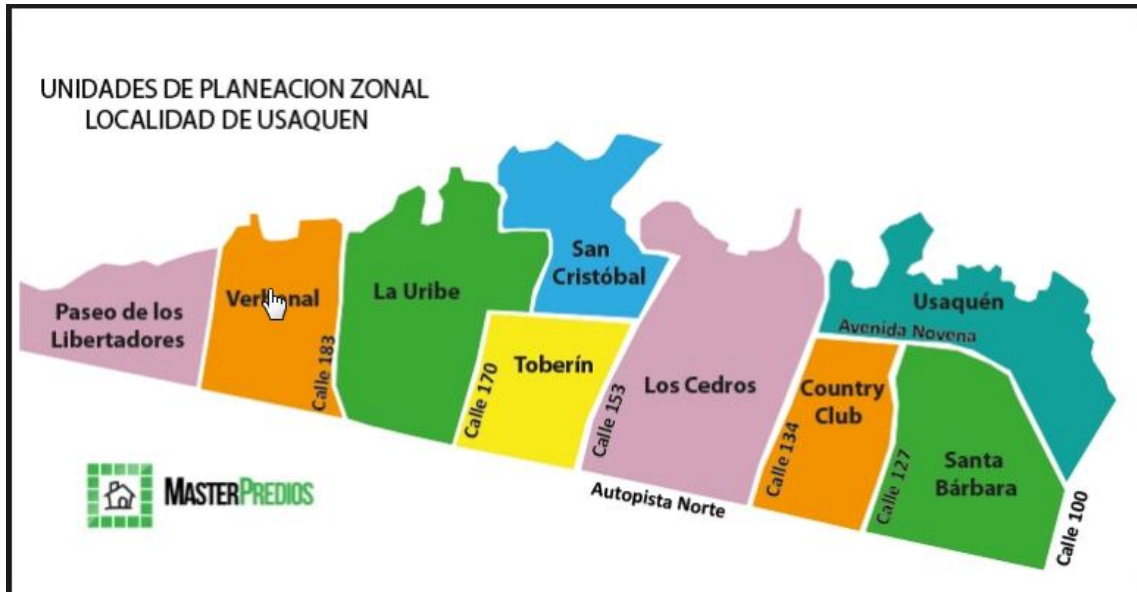 UNIDADES DE PLANEACION ZONAL
LOCALIDAD DE USAQUEN
Paseo de los
Libertadores
Calle 183
La Uribe
San
Cristóbal
Calle 170
Toberín
Calle 153
Los Cedros
Usaquén
Avenida Novena
Calle 134
Country
Club
Calle 127
Santa
Bárbara
Calle 100
Autopista Norte
MASTERPREDIOS